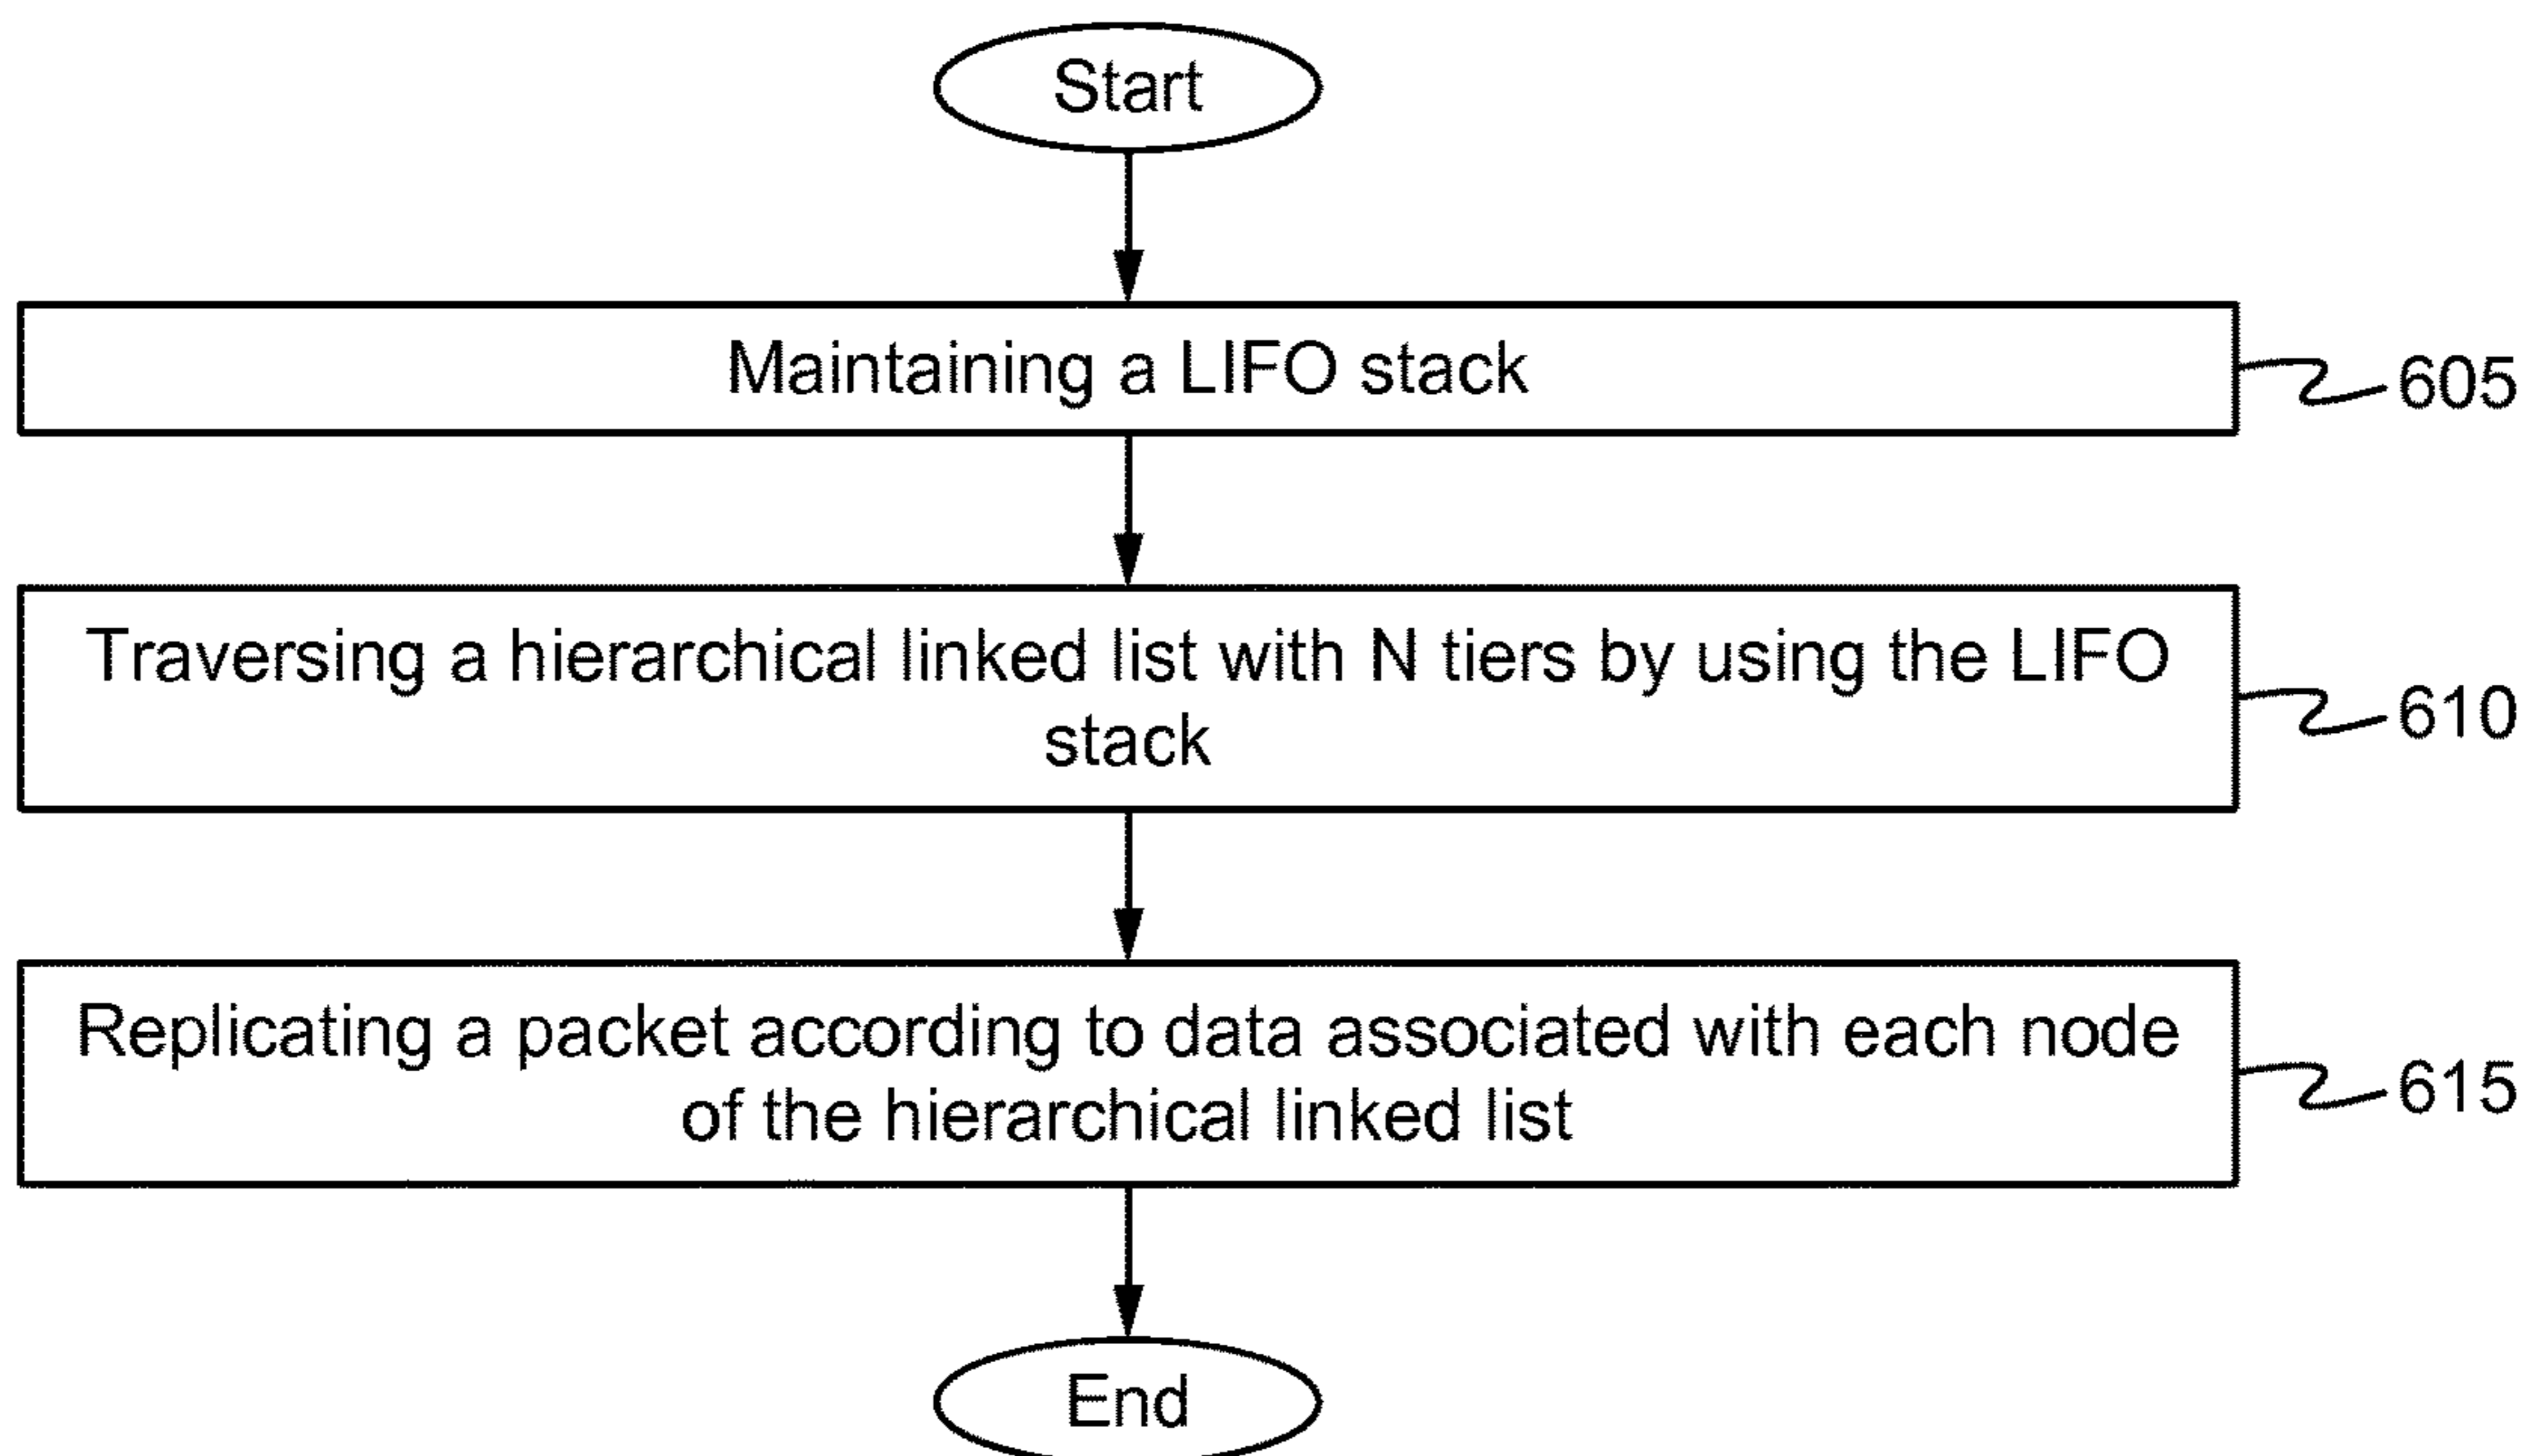 Start
Maintaining a LIFO stack
605
Traversing a hierarchical linked list with N tiers by using the LIFO
stack
610
Replicating a packet according to data associated with each node
of the hierarchical linked list
615
End